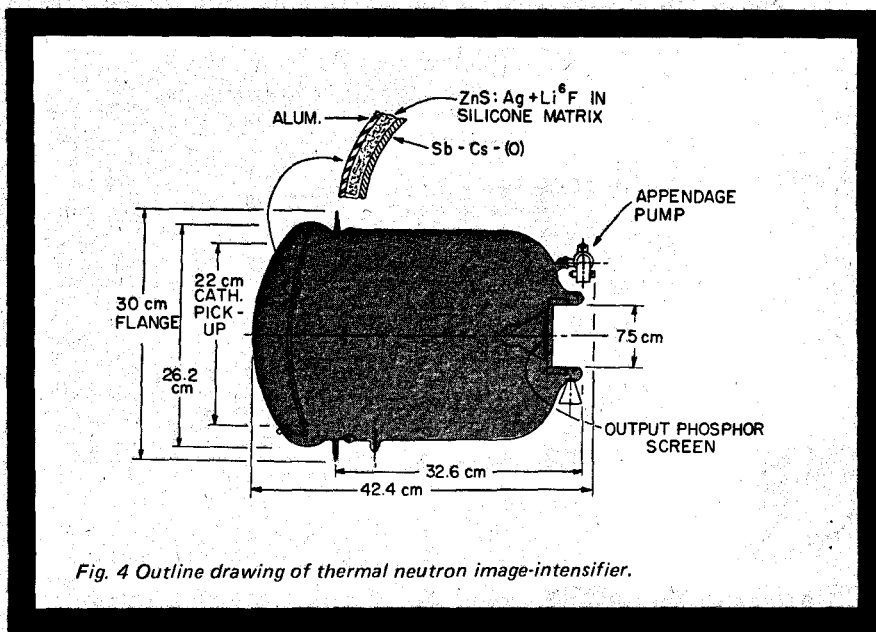 ZnS: Ag + Li⁶F IN
SILICONE MATRIX
ALUM.
Sb - Cs - (O)
APPENDAGE
PUMP
22 cm
CATH.
PICK-
UP
30 cm
FLANGE
26.2
cm
7.5 cm
OUTPUT PHOSPHOR
SCREEN
32.6 cm
42.4 cm
Fig. 4 Outline drawing of thermal neutron image-intensifier.